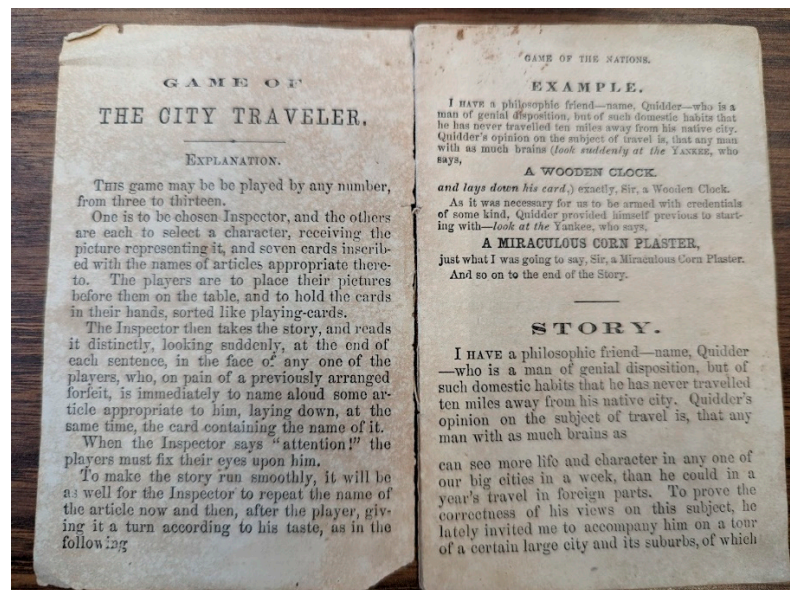 GAME OF
THE CITY TRAVELER.
EXPLANATION.
THIS game may be be played by any number,
from three to thirteen.
One is to be chosen Inspector, and the others
are each to select a character, receiving the
picture representing it, and seven cards inscrib-
ed with the names of articles appropriate there-
to. The players are to place their pictures
before them on the table, and to hold the cards
in their hands, sorted like playing-cards.
The Inspector then takes the story, and reads
it distinctly, looking suddenly, at the end of
each sentence, in the face of any one of the
players, who, on pain of a previously arranged
forfeit, is immediately to name aloud some ar-
ticle appropriate to him, laying down, at the
same time, the card containing the name of it.
When the Inspector says "attention!" the
players must fix their eyes upon him.
To make the story run smoothly, it will be
as well for the Inspector to repeat the name of
the article now and then, after the player, giv-
ing it a turn according to his taste, as in the
following
GAME OF THE NATIONS.
EXAMPLE.
I HAVE a philosophic friend—name, Quidder—who is a
man of genial disposition, but of such domestic habits that
he has never travelled ten miles away from his native city.
Quidder's opinion on the subject of travel is, that any man
with as much brains (look suddenly at the YANKEE, who
says,
A WOODEN CLOCK.
and lays down his card,) exactly, Sir, a Wooden Clock.
As it was necessary for us to be armed with credentials
of some kind, Quidder provided himself previous to start-
ing with—look at the Yankee, who says,
A MIRACULOUS CORN PLASTER,
just what I was going to say, Sir, a Miraculous Corn Plaster.
And so on to the end of the Story.
STORY.
I HAVE a philosophic friend—name, Quidder
—who is a man of genial disposition, but of
such domestic habits that he has never travelled
ten miles away from his native city. Quidder's
opinion on the subject of travel is, that any
man with as much brains as
can see more life and character in any one of
our big cities in a week, than he could in a
year's travel in foreign parts. To prove the
correctness of his views on this subject, he
lately invited me to accompany him on a tour
of a certain large city and its suburbs, of which